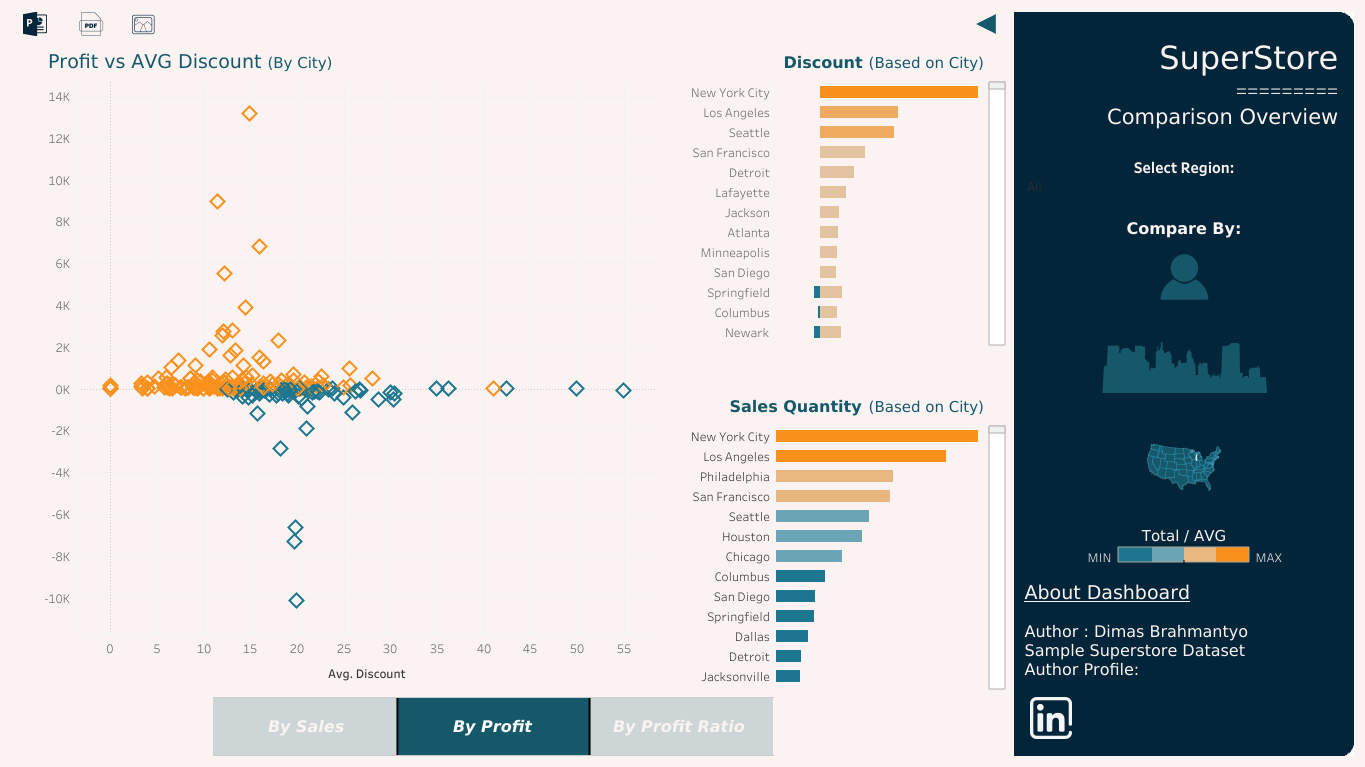 PDF
Profit vs AVG Discount (By City)
14K
12K
10K
8K
6K
4K
2K
0K
-2K
-4K
-6K
-8K
-10K
0 5 10 15 20 25 30 35 40 45 50 55
Avg. Discount
Discount (Based on City)
New York City
Los Angeles
Seattle
San Francisco
Detroit
Lafayette
Jackson
Atlanta
Minneapolis
San Diego
Springfield
Columbus
Newark
Sales Quantity (Based on City)
New York City
Los Angeles
Philadelphia
San Francisco
Seattle
Houston
Chicago
Columbus
San Diego
Springfield
Dallas
Detroit
Jacksonville
By Sales
By Profit
By Profit Ratio
SuperStore
=========
Comparison Overview
Select Region:
All
Compare By:
Total / AVG
MIN MAX
About Dashboard
Author : Dimas Brahmantyo
Sample Superstore Dataset
Author Profile:
in